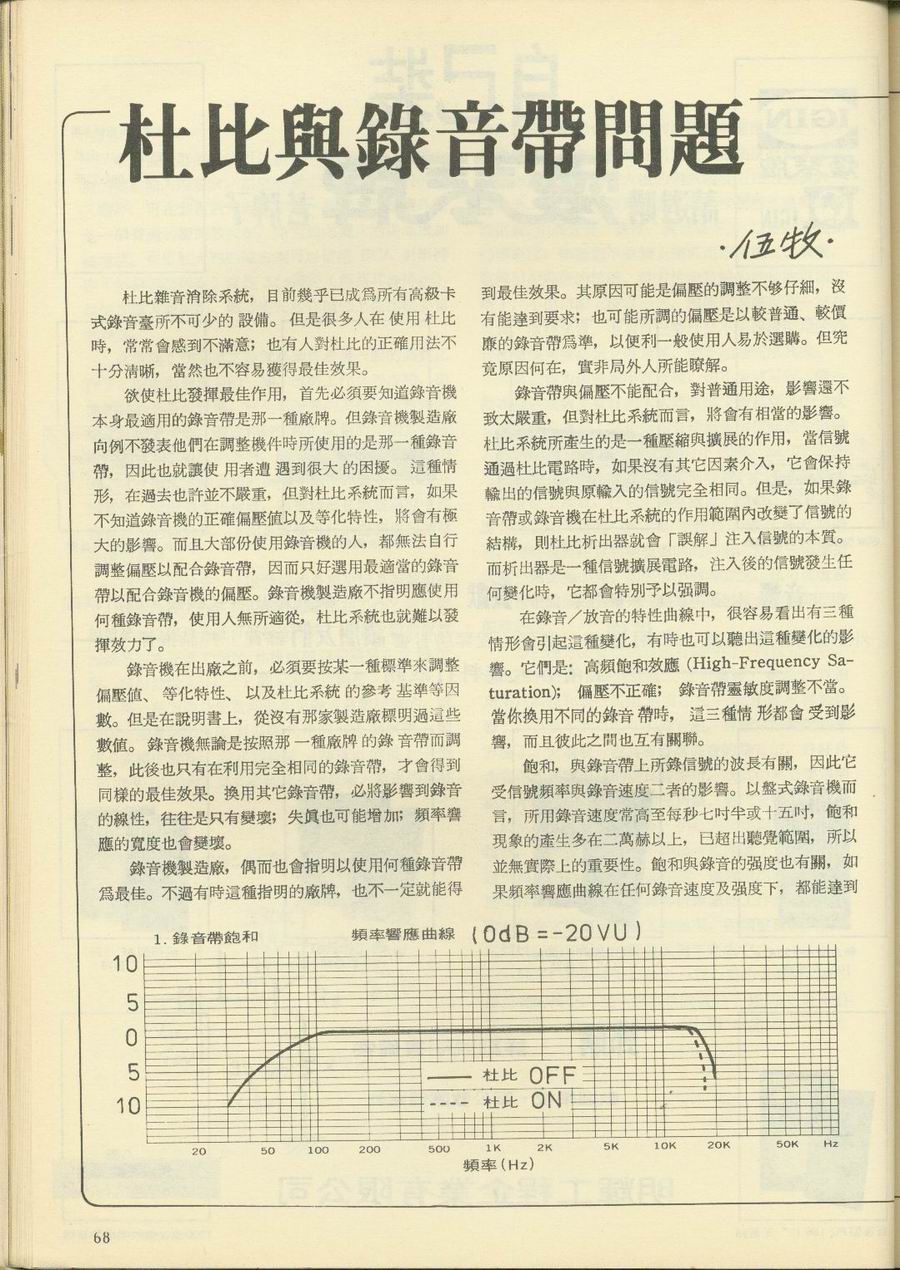 杜比與錄音帶問題
·伍牧·
杜比雜音消除系統，目前幾乎已成爲所有高級卡
式錄音臺所不可少的設備。但是很多人在使用杜比
時，常常會感到不滿意；也有人對杜比的正確用法不
十分清晰，當然也不容易獲得最佳效果。
欲使杜比發揮最佳作用，首先必須要知道錄音機
本身最適用的錄音帶是那一種廠牌。但錄音機製造廠
向例不發表他們在調整機件時所使用的是那一種錄音
帶，因此也就讓使用者遭遇到很大的困擾。這種情
形，在過去也許並不嚴重，但對杜比系統而言，如果
不知道錄音機的正確偏壓值以及等化特性，將會有極
大的影響。而且大部份使用錄音機的人，都無法自行
調整偏壓以配合錄音帶，因而只好選用最適當的錄音
帶以配合錄音機的偏壓。錄音機製造廠不指明應使用
何種錄音帶，使用人無所適從，杜比系統也就難以發
揮效力了。
錄音機在出廠之前，必須要按某一種標準來調整
偏壓值、等化特性、以及杜比系統的參考基準等因
數。但是在說明書上，從沒有那家製造廠標明過這些
數值。錄音機無論是按照那一種廠牌的錄音帶而調
整，此後也只有在利用完全相同的錄音帶，才會得到
同樣的最佳效果。換用其它錄音帶，必將影響到錄音
的線性，往往是只有變壞；失眞也可能增加；頻率響
應的寬度也會變壞。
錄音機製造廠，偶而也會指明以使用何種錄音帶
爲最佳。不過有時這種指明的廠牌，也不一定就能得
到最佳效果。其原因可能是偏壓的調整不够仔細，沒
有能達到要求；也可能所調的偏壓是以較普通、較價
廉的錄音帶爲準，以便利一般使用人易於選購。但究
竟原因何在，實非局外人所能瞭解。
錄音帶與偏壓不能配合，對普通用途，影響還不
致太嚴重，但對杜比系統而言，將會有相當的影響。
杜比系統所產生的是一種壓縮與擴展的作用，當信號
通過杜比電路時，如果沒有其它因素介入，它會保持
輸出的信號與原輸入的信號完全相同。但是，如果錄
音帶或錄音機在杜比系統的作用範圍內改變了信號的
結構，則杜比析出器就會「誤解」注入信號的本質。
而析出器是一種信號擴展電路，注入後的信號發生任
何變化時，它都會特別予以强調。
在錄音／放音的特性曲線中，很容易看出有三種
情形會引起這種變化，有時也可以聽出這種變化的影
響。它們是：高頻飽和效應 (High-Frequency Sa-
turation)；偏壓不正確；錄音帶靈敏度調整不當。
當你換用不同的錄音帶時，這三種情形都會受到影
響，而且彼此之間也互有關聯。
飽和，與錄音帶上所錄信號的波長有關，因此它
受信號頻率與錄音速度二者的影響。以盤式錄音機而
言，所用錄音速度常高至每秒七吋半或十五吋，飽和
現象的產生多在二萬赫以上，已超出聽覺範圍，所以
並無實際上的重要性。飽和與錄音的强度也有關，如
果頻率響應曲線在任何錄音速度及强度下，都能達到
1. 錄音帶飽和 頻率響應曲線 (0dB=-20VU)
10
5
0
5
10
杜比 OFF
杜比 ON
20 50 100 200 500 1K 2K 5K 10K 20K 50K Hz
頻率(Hz)
68